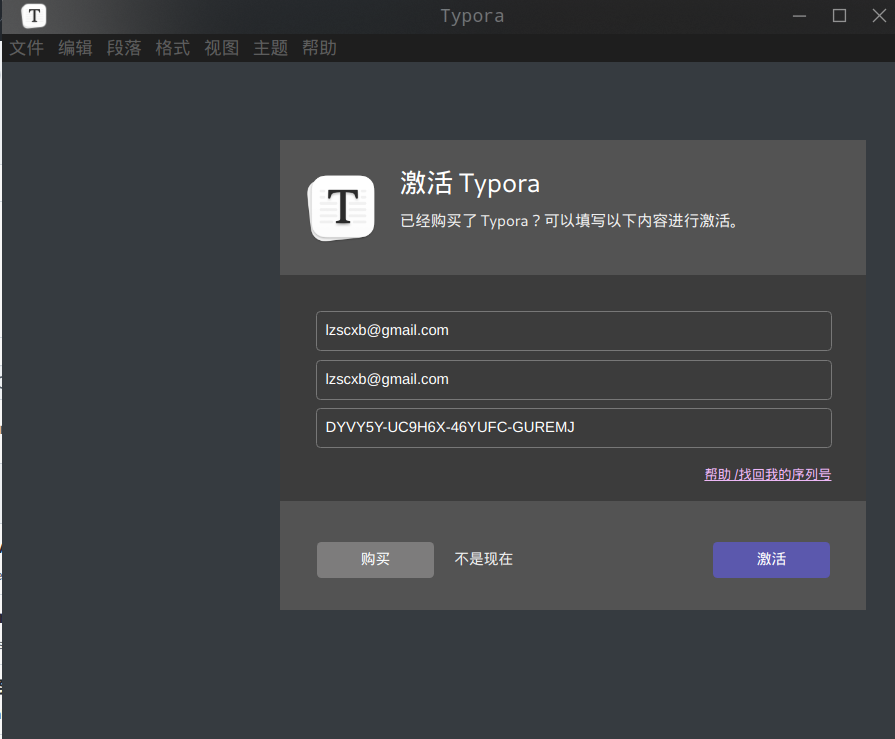 T Typora
文件 编辑 段落 格式 视图 主题 帮助
T
激活 Typora
已经购买了 Typora？可以填写以下内容进行激活。
lzscxb@gmail.com
lzscxb@gmail.com
DYVY5Y-UC9H6X-46YUFC-GUREMJ
帮助 /找回我的序列号
购买 不是现在 激活